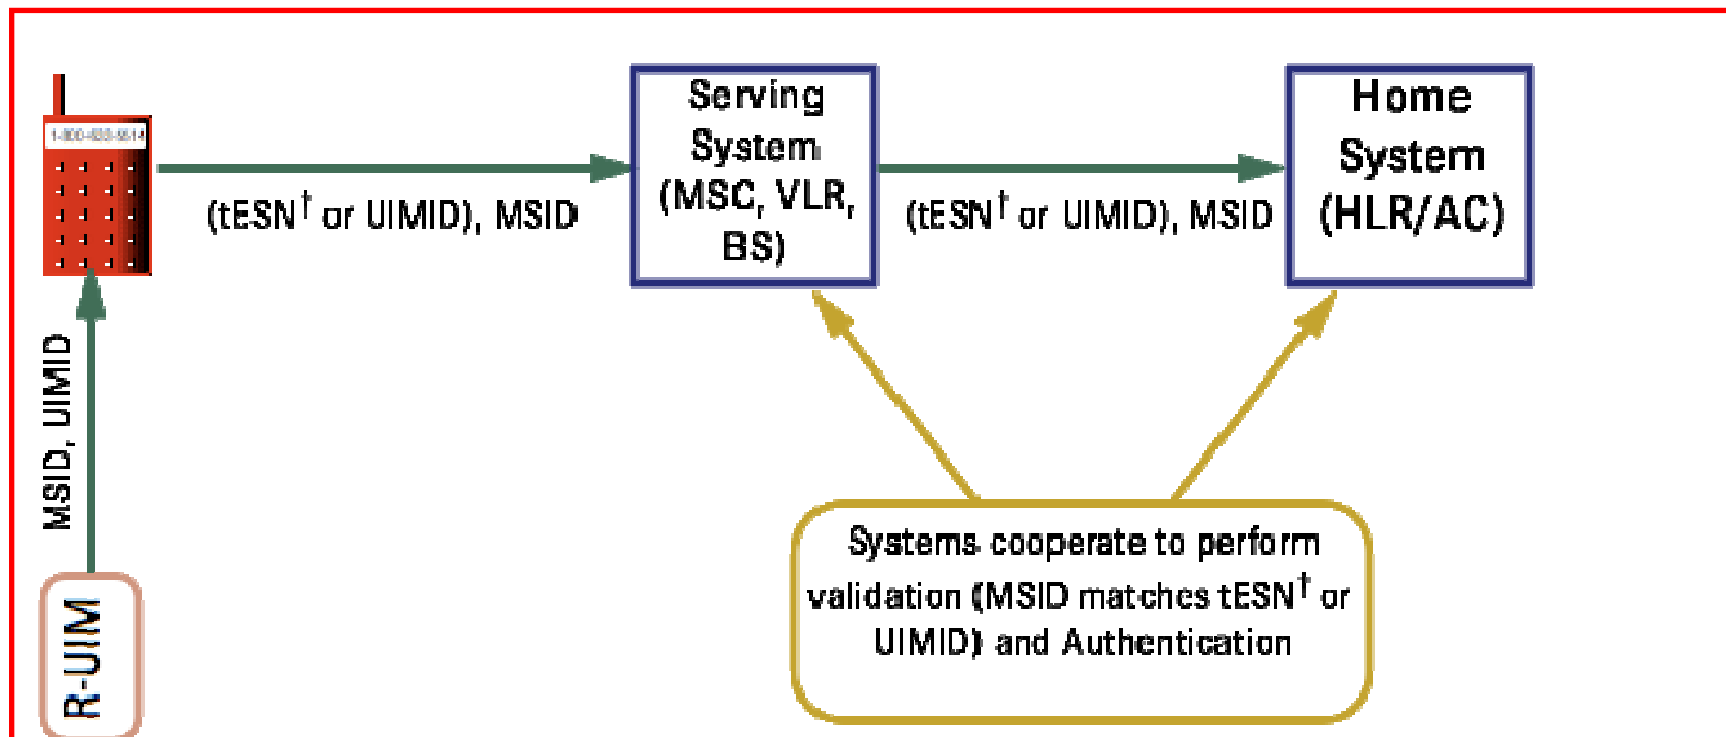 Serving
System
(MSC, VLR,
BS)
Home
System
(HLR/AC)
(tESN† or UIMID), MSID
(tESN† or UIMID), MSID
MSID, UIMID
R-UIM
Systems cooperate to perform
validation (MSID matches tESN† or
UIMID) and Authentication